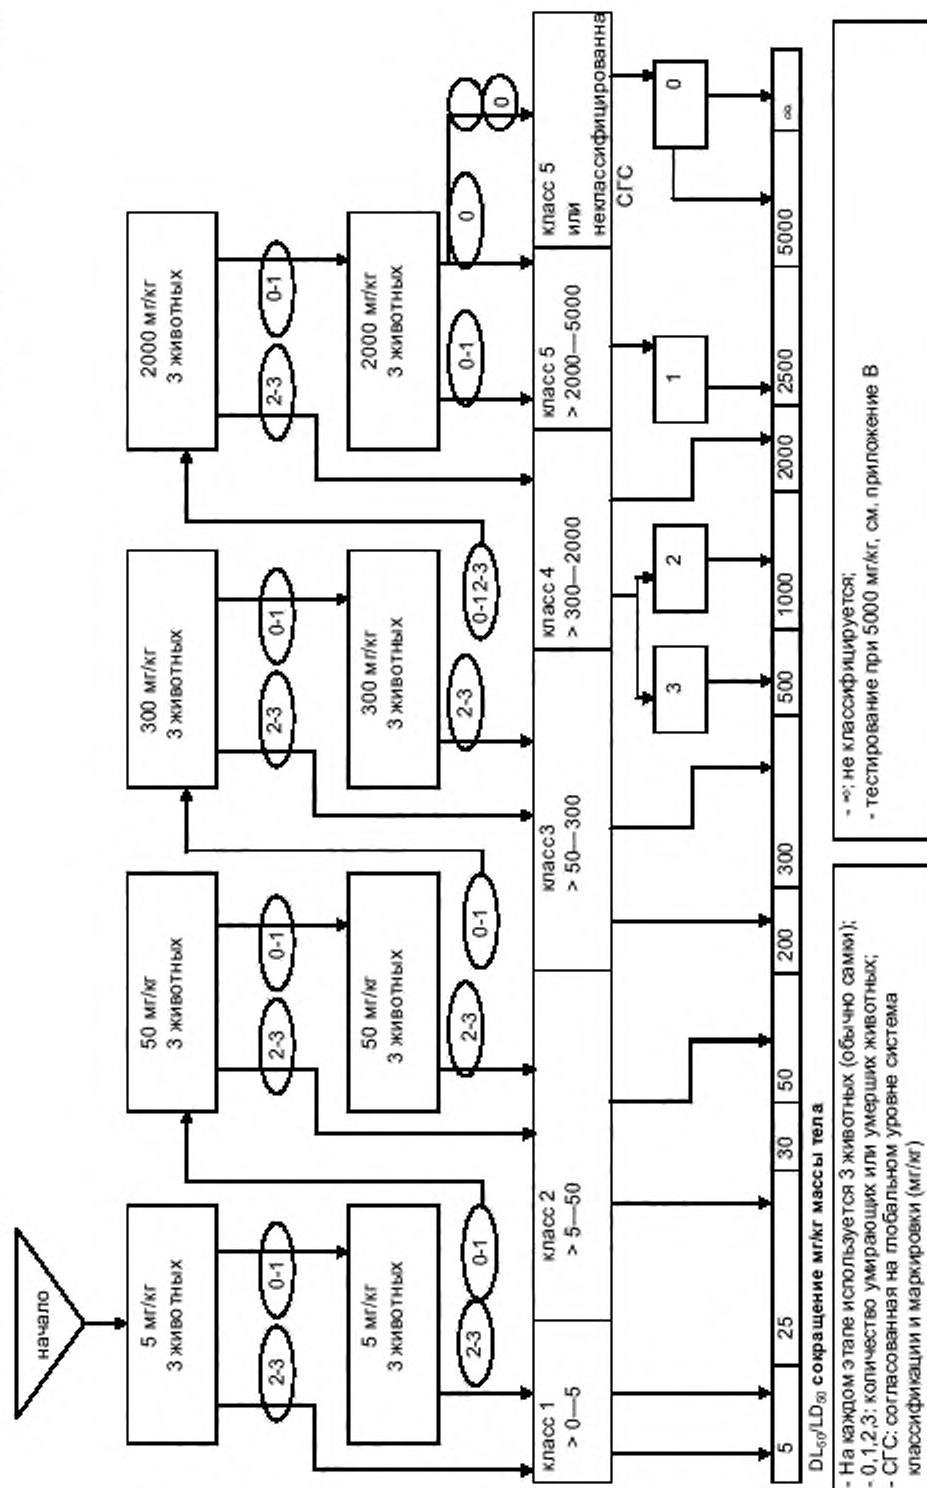 начало
5 мг/кг
3 животных
50 мг/кг
3 животных
300 мг/кг
3 животных
2000 мг/кг
3 животных
2-3
0-1
2-3
0-1
2-3
0-1
2-3
0-1
5 мг/кг
3 животных
50 мг/кг
3 животных
300 мг/кг
3 животных
2000 мг/кг
3 животных
2-3
0-1
2-3
0-1
2-3
0-1 2-3
0-1
0
0
класс 1
> 0—5
класс 2
> 5—50
класс3
> 50—300
класс 4
> 300—2000
класс 5
> 2000—5000
класс 5
или
неклассифицированна
СГС
3
2
1
0
5
25
30
50
200
300
500
1000
2000
2500
5000
∞
DL₅₀/LD₅₀ сокращение мг/кг массы тела
- На каждом этапе используется 3 животных (обычно самки);
- 0,1,2,3: количество умирающих или умерших животных;
- СГС: согласованная на глобальном уровне система
классификации и маркировки (мг/кг)
- ∞: не классифицируется;
- тестирование при 5000 мг/кг, см. приложение В